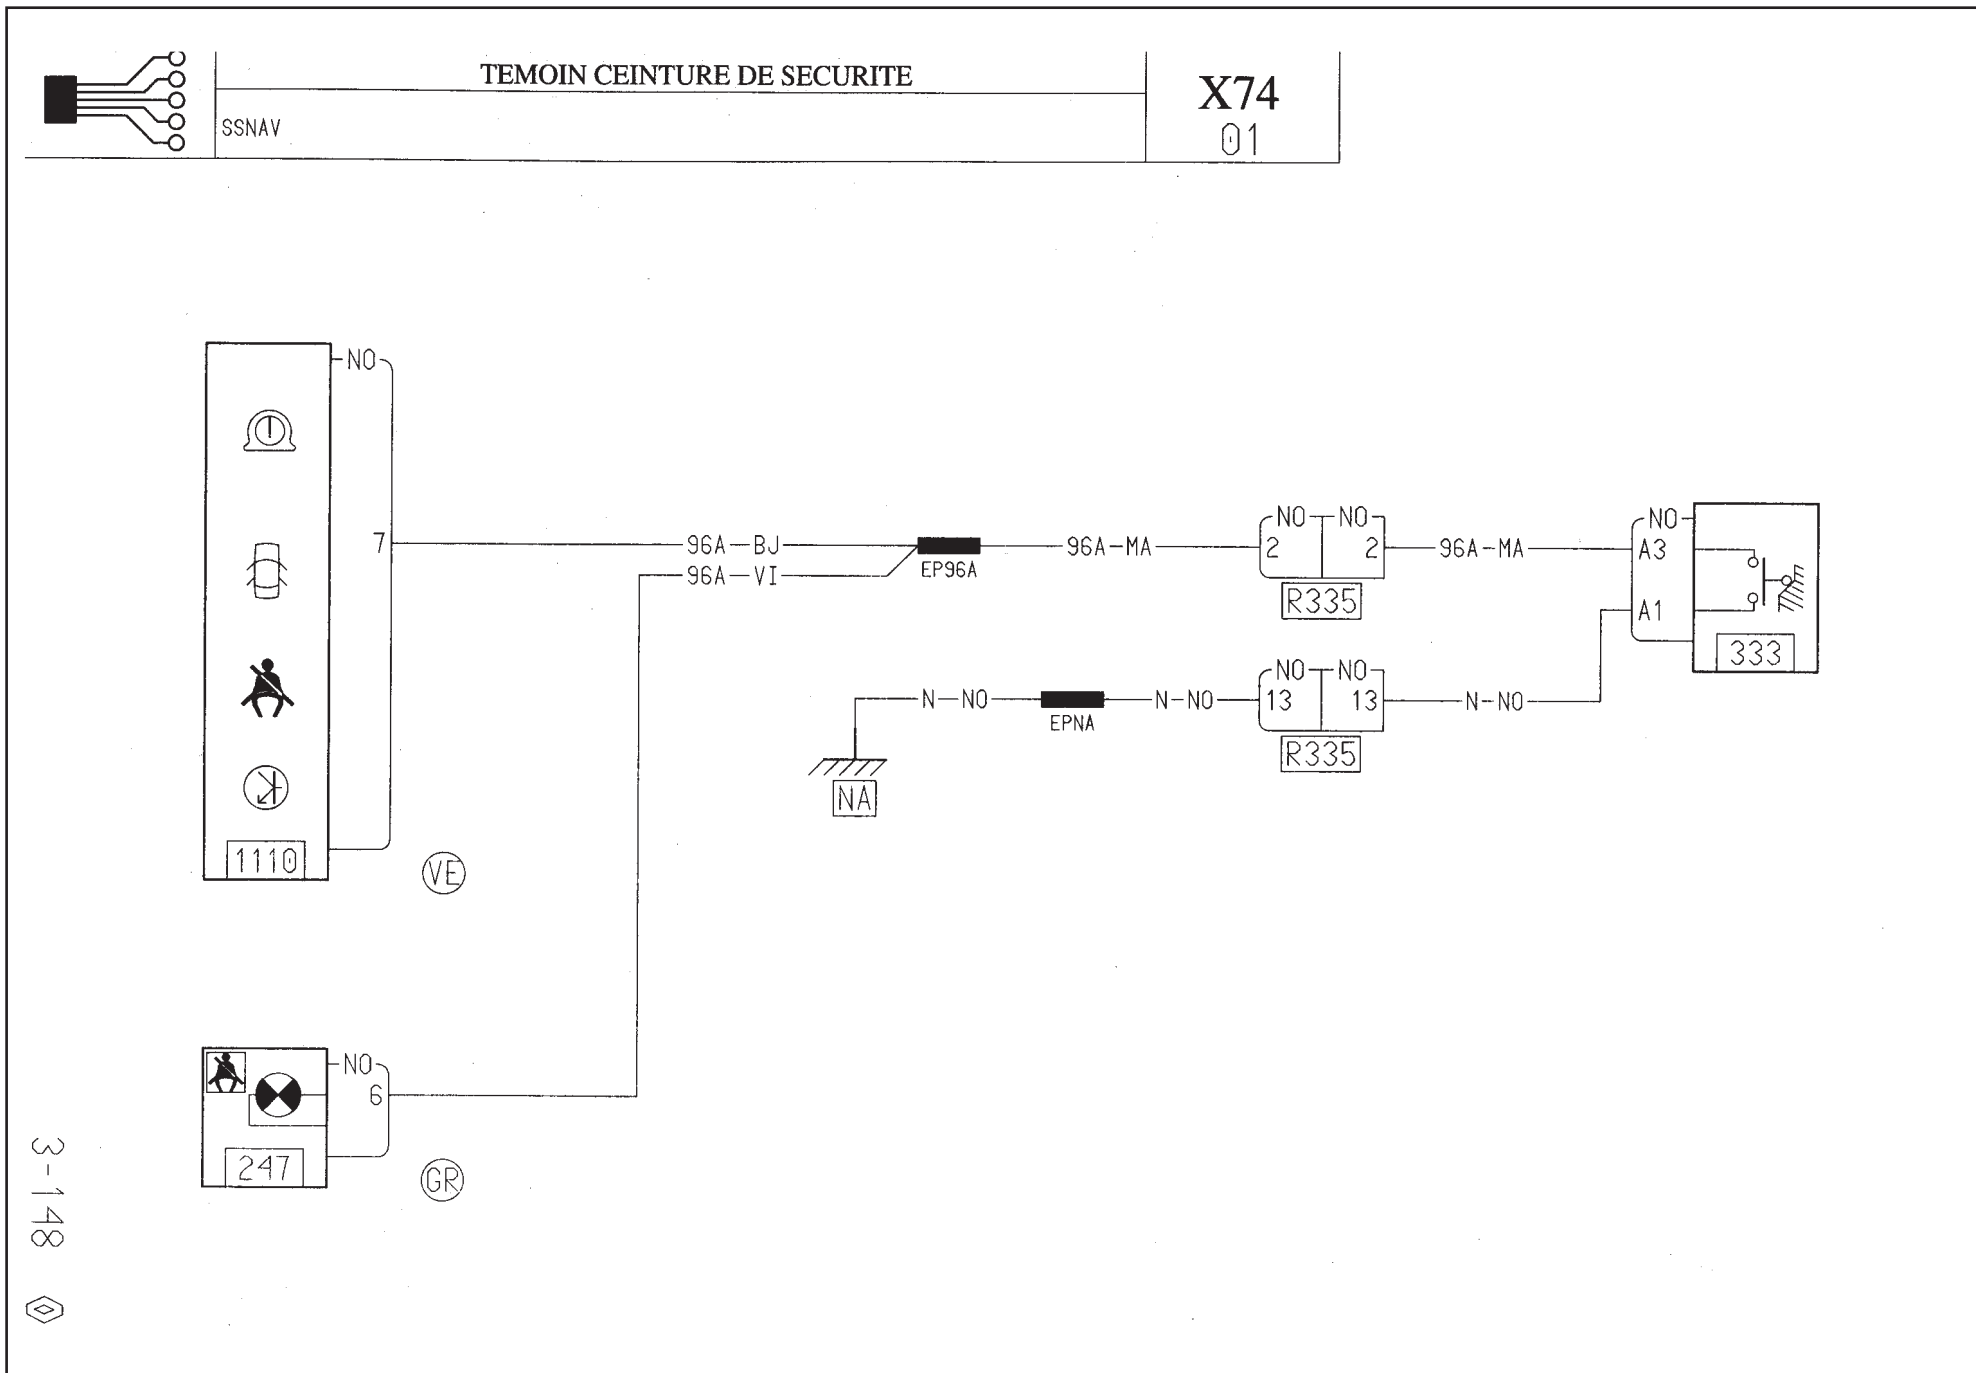 TEMOIN CEINTURE DE SECURITE
X74
SSNAV
01
NO
7
96A-BJ
96A-VI
EP96A
96A-MA
NO NO
2 2
R335
96A-MA
NO
A3
A1
333
N-NO
EPNA
N-NO
NO NO
13 13
R335
N-NO
NA
1110
VE
NO
6
247
GR
3-148